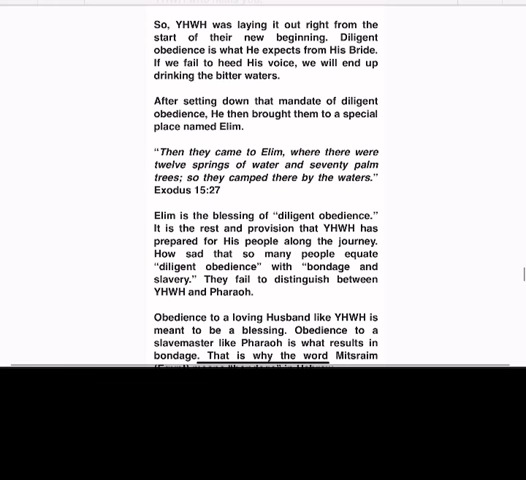 So, YHWH was laying it out right from the
start of their new beginning. Diligent
obedience is what He expects from His Bride.
If we fail to heed His voice, we will end up
drinking the bitter waters.
After setting down that mandate of diligent
obedience, He then brought them to a special
place named Elim.
“Then they came to Elim, where there were
twelve springs of water and seventy palm
trees; so they camped there by the waters.”
Exodus 15:27
Elim is the blessing of “diligent obedience.”
It is the rest and provision that YHWH has
prepared for His people along the journey.
How sad that so many people equate
“diligent obedience” with “bondage and
slavery.” They fail to distinguish between
YHWH and Pharaoh.
Obedience to a loving Husband like YHWH is
meant to be a blessing. Obedience to a
slavemaster like Pharaoh is what results in
bondage. That is why the word Mitsraim